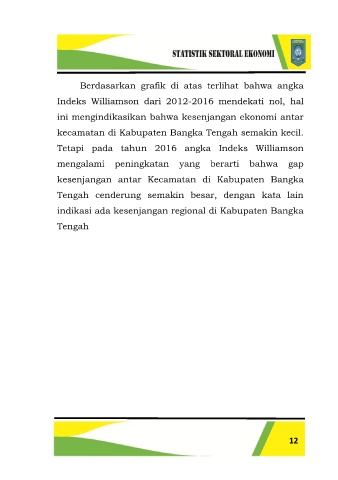 STATISTIK SEKTORAL EKONOMI
Berdasarkan grafik di atas terlihat bahwa angka
Indeks Williamson dari 2012-2016 mendekati nol, hal
ini mengindikasikan bahwa kesenjangan ekonomi antar
kecamatan di Kabupaten Bangka Tengah semakin kecil.
Tetapi pada tahun 2016 angka Indeks Williamson
mengalami peningkatan yang berarti bahwa gap
kesenjangan antar Kecamatan di Kabupaten Bangka
Tengah cenderung semakin besar, dengan kata lain
indikasi ada kesenjangan regional di Kabupaten Bangka
Tengah
12